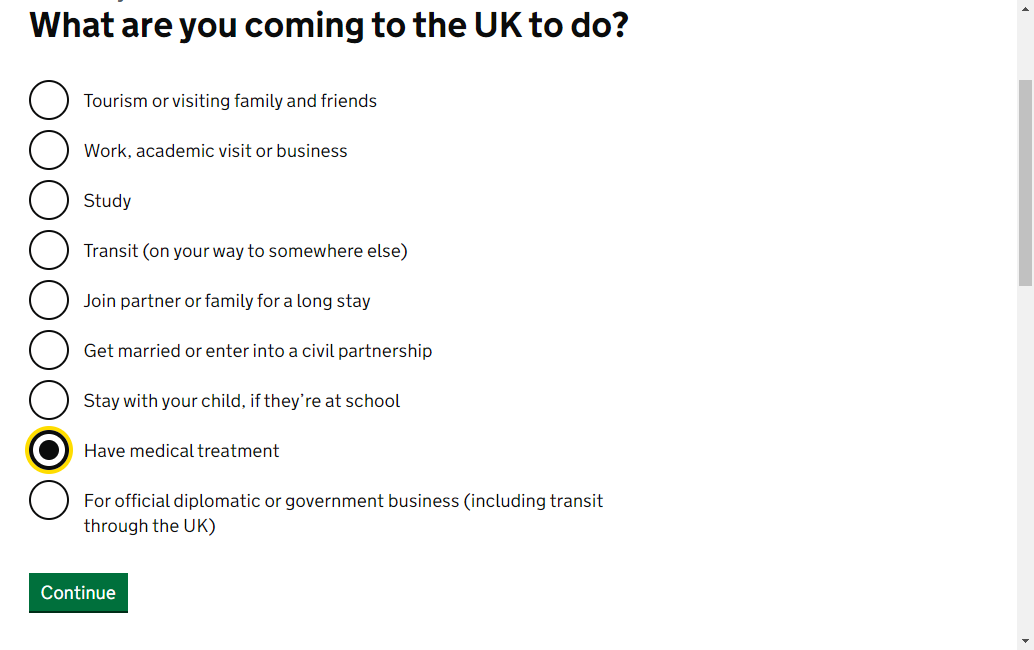 What are you coming to the UK to do?
Tourism or visiting family and friends
Work, academic visit or business
Study
Transit (on your way to somewhere else)
Join partner or family for a long stay
Get married or enter into a civil partnership
Stay with your child, if they’re at school
Have medical treatment
For official diplomatic or government business (including transit
through the UK)
Continue